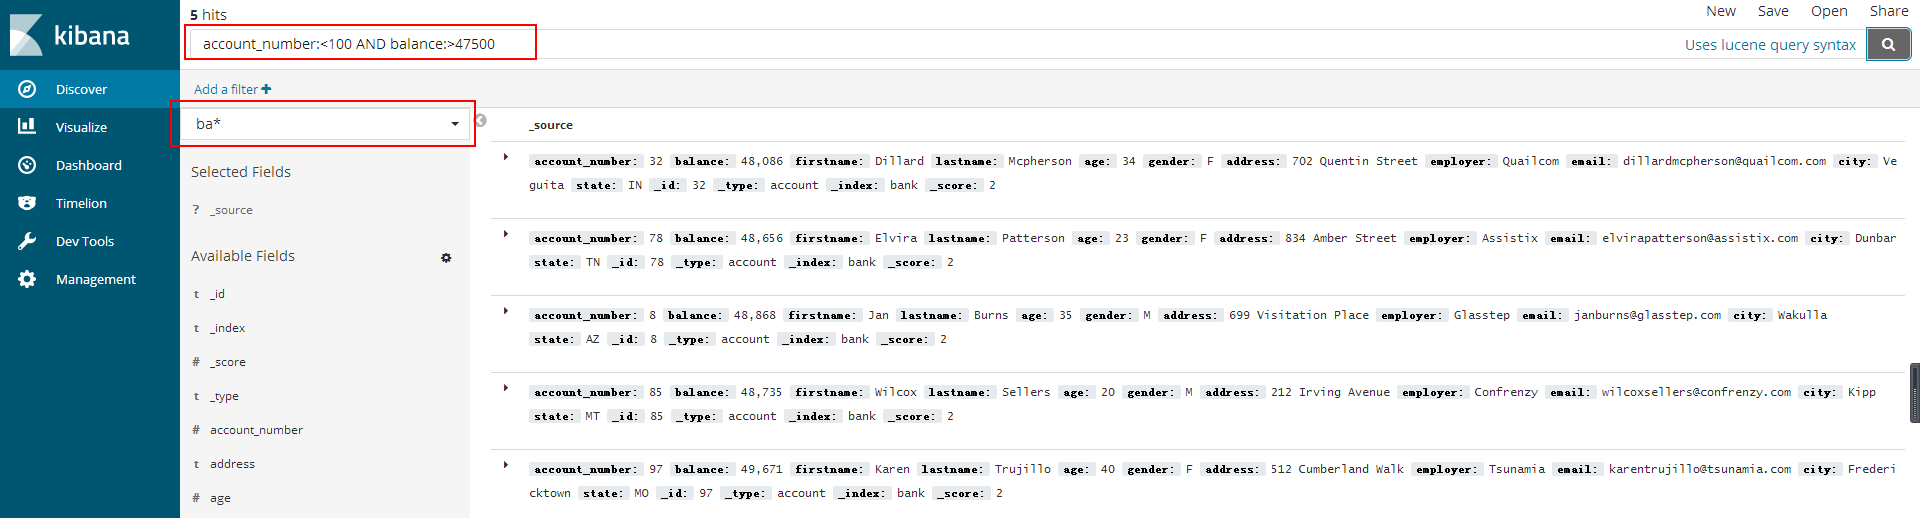 kibana
Discover
Visualize
Dashboard
Timelion
Dev Tools
Management
5 hits
New Save Open Share
account_number:<100 AND balance:>47500
Uses lucene query syntax
Add a filter
ba*
Selected Fields
? _source
Available Fields
t _id
t _index
# _score
t _type
# account_number
t address
# age
_source
account_number: 32 balance: 48,086 firstname: Dillard lastname: Mcpherson age: 34 gender: F address: 702 Quentin Street employer: Quailcom email: dillardmcpherson@quailcom.com city: Ve
guita state: IN _id: 32 _type: account _index: bank _score: 2
account_number: 78 balance: 48,656 firstname: Elvira lastname: Patterson age: 23 gender: F address: 834 Amber Street employer: Assistix email: elvirapatterson@assistix.com city: Dunbar
state: TN _id: 78 _type: account _index: bank _score: 2
account_number: 8 balance: 48,868 firstname: Jan lastname: Burns age: 35 gender: M address: 699 Visitation Place employer: Glasstep email: janburns@glasstep.com city: Wakulla
state: AZ _id: 8 _type: account _index: bank _score: 2
account_number: 85 balance: 48,735 firstname: Wilcox lastname: Sellers age: 20 gender: M address: 212 Irving Avenue employer: Confrenzy email: wilcoxsellers@confrenzy.com city: Kipp
state: MT _id: 85 _type: account _index: bank _score: 2
account_number: 97 balance: 49,671 firstname: Karen lastname: Trujillo age: 40 gender: F address: 512 Cumberland Walk employer: Tsunamia email: karentrujillo@tsunamia.com city: Frederi
cktown state: MO _id: 97 _type: account _index: bank _score: 2